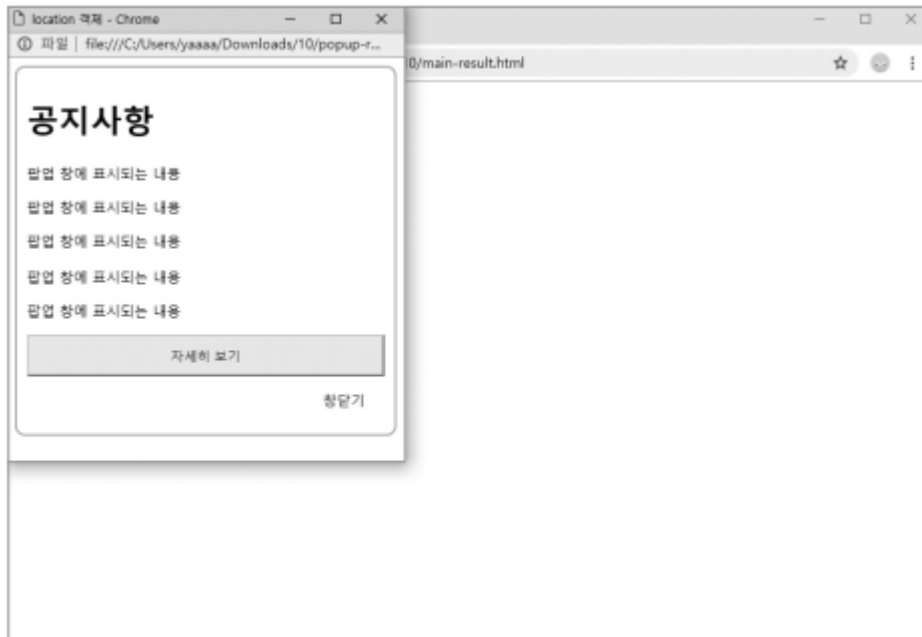 location 객체 - Chrome
파일 | file:///C:/Users/yaaaa/Downloads/10/popup-r...
0/main-result.html
공지사항
팝업 창에 표시되는 내용
팝업 창에 표시되는 내용
팝업 창에 표시되는 내용
팝업 창에 표시되는 내용
팝업 창에 표시되는 내용
자세히 보기
창닫기